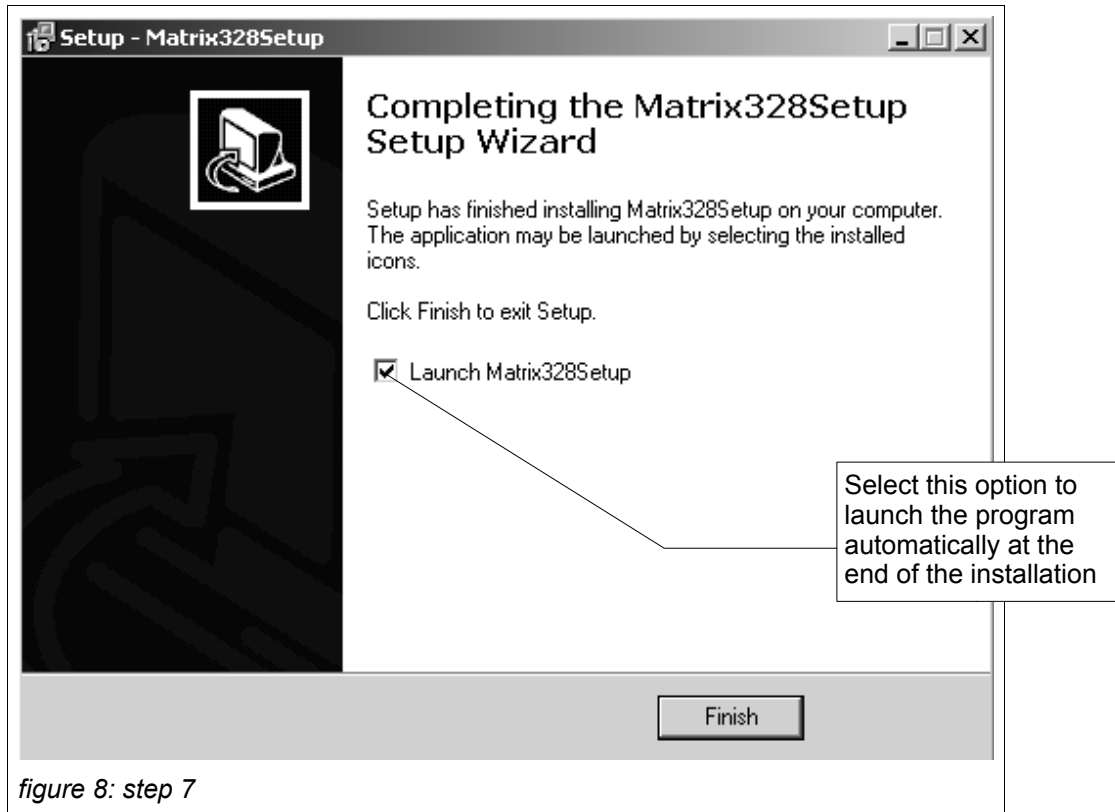 Setup - Matrix328Setup
Completing the Matrix328Setup
Setup Wizard
Setup has finished installing Matrix328Setup on your computer.
The application may be launched by selecting the installed
icons.
Click Finish to exit Setup.
Launch Matrix328Setup
Select this option to
launch the program
automatically at the
end of the installation
Finish
figure 8: step 7